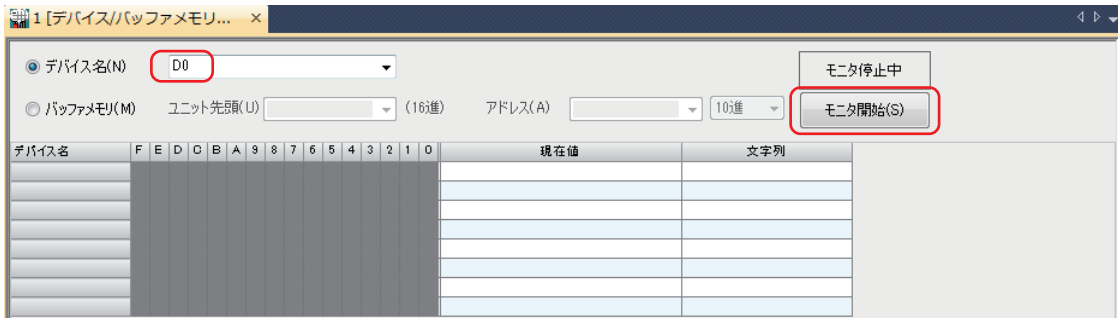 1 [デバイス/バッファメモリ... ×
デバイス名(N) D0 モニタ停止中
バッファメモリ(M) ユニット先頭(U) (16進) アドレス(A) 10進 モニタ開始(S)
デバイス名 F E D C B A 9 8 7 6 5 4 3 2 1 0 現在値 文字列